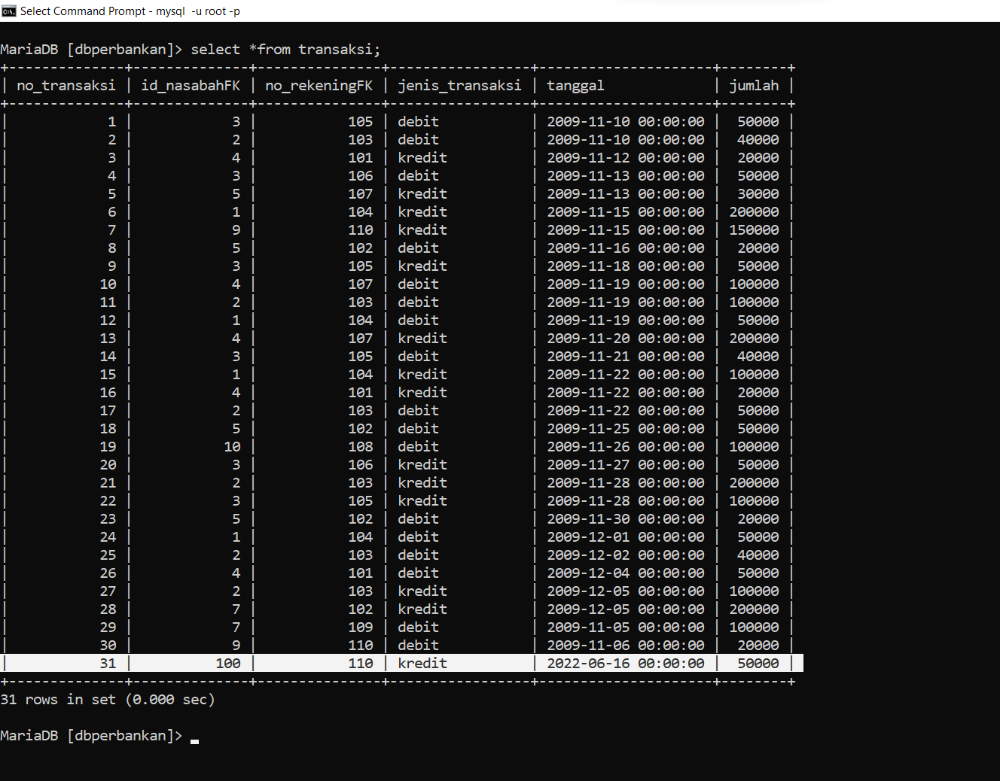 Select Command Prompt - mysql  -u root -p
MariaDB [dbperbankan]> select *from transaksi;
+--------------+--------------+---------------+-----------------+---------------------+--------+
| no_transaksi | id_nasabahFK | no_rekeningFK | jenis_transaksi | tanggal             | jumlah |
+--------------+--------------+---------------+-----------------+---------------------+--------+
|            1 |            3 |           105 | debit           | 2009-11-10 00:00:00 |  50000 |
|            2 |            2 |           103 | debit           | 2009-11-10 00:00:00 |  40000 |
|            3 |            4 |           101 | kredit          | 2009-11-12 00:00:00 |  20000 |
|            4 |            3 |           106 | debit           | 2009-11-13 00:00:00 |  50000 |
|            5 |            5 |           107 | kredit          | 2009-11-13 00:00:00 |  30000 |
|            6 |            1 |           104 | kredit          | 2009-11-15 00:00:00 | 200000 |
|            7 |            9 |           110 | kredit          | 2009-11-15 00:00:00 | 150000 |
|            8 |            5 |           102 | debit           | 2009-11-16 00:00:00 |  20000 |
|            9 |            3 |           105 | kredit          | 2009-11-18 00:00:00 |  50000 |
|           10 |            4 |           107 | debit           | 2009-11-19 00:00:00 | 100000 |
|           11 |            2 |           103 | debit           | 2009-11-19 00:00:00 | 100000 |
|           12 |            1 |           104 | debit           | 2009-11-19 00:00:00 |  50000 |
|           13 |            4 |           107 | kredit          | 2009-11-20 00:00:00 | 200000 |
|           14 |            3 |           105 | debit           | 2009-11-21 00:00:00 |  40000 |
|           15 |            1 |           104 | kredit          | 2009-11-22 00:00:00 | 100000 |
|           16 |            4 |           101 | kredit          | 2009-11-22 00:00:00 |  20000 |
|           17 |            2 |           103 | debit           | 2009-11-22 00:00:00 |  50000 |
|           18 |            5 |           102 | debit           | 2009-11-25 00:00:00 |  50000 |
|           19 |           10 |           108 | debit           | 2009-11-26 00:00:00 | 100000 |
|           20 |            3 |           106 | kredit          | 2009-11-27 00:00:00 |  50000 |
|           21 |            2 |           103 | kredit          | 2009-11-28 00:00:00 | 200000 |
|           22 |            3 |           105 | kredit          | 2009-11-28 00:00:00 | 100000 |
|           23 |            5 |           102 | debit           | 2009-11-30 00:00:00 |  20000 |
|           24 |            1 |           104 | debit           | 2009-12-01 00:00:00 |  50000 |
|           25 |            2 |           103 | debit           | 2009-12-02 00:00:00 |  40000 |
|           26 |            4 |           101 | debit           | 2009-12-04 00:00:00 |  50000 |
|           27 |            2 |           103 | kredit          | 2009-12-05 00:00:00 | 100000 |
|           28 |            7 |           102 | kredit          | 2009-12-05 00:00:00 | 200000 |
|           29 |            7 |           109 | debit           | 2009-11-05 00:00:00 | 100000 |
|           30 |            9 |           110 | debit           | 2009-11-06 00:00:00 |  20000 |
|           31 |          100 |           110 | kredit          | 2022-06-16 00:00:00 |  50000 |
+--------------+--------------+---------------+-----------------+---------------------+--------+
31 rows in set (0.000 sec)
MariaDB [dbperbankan]>